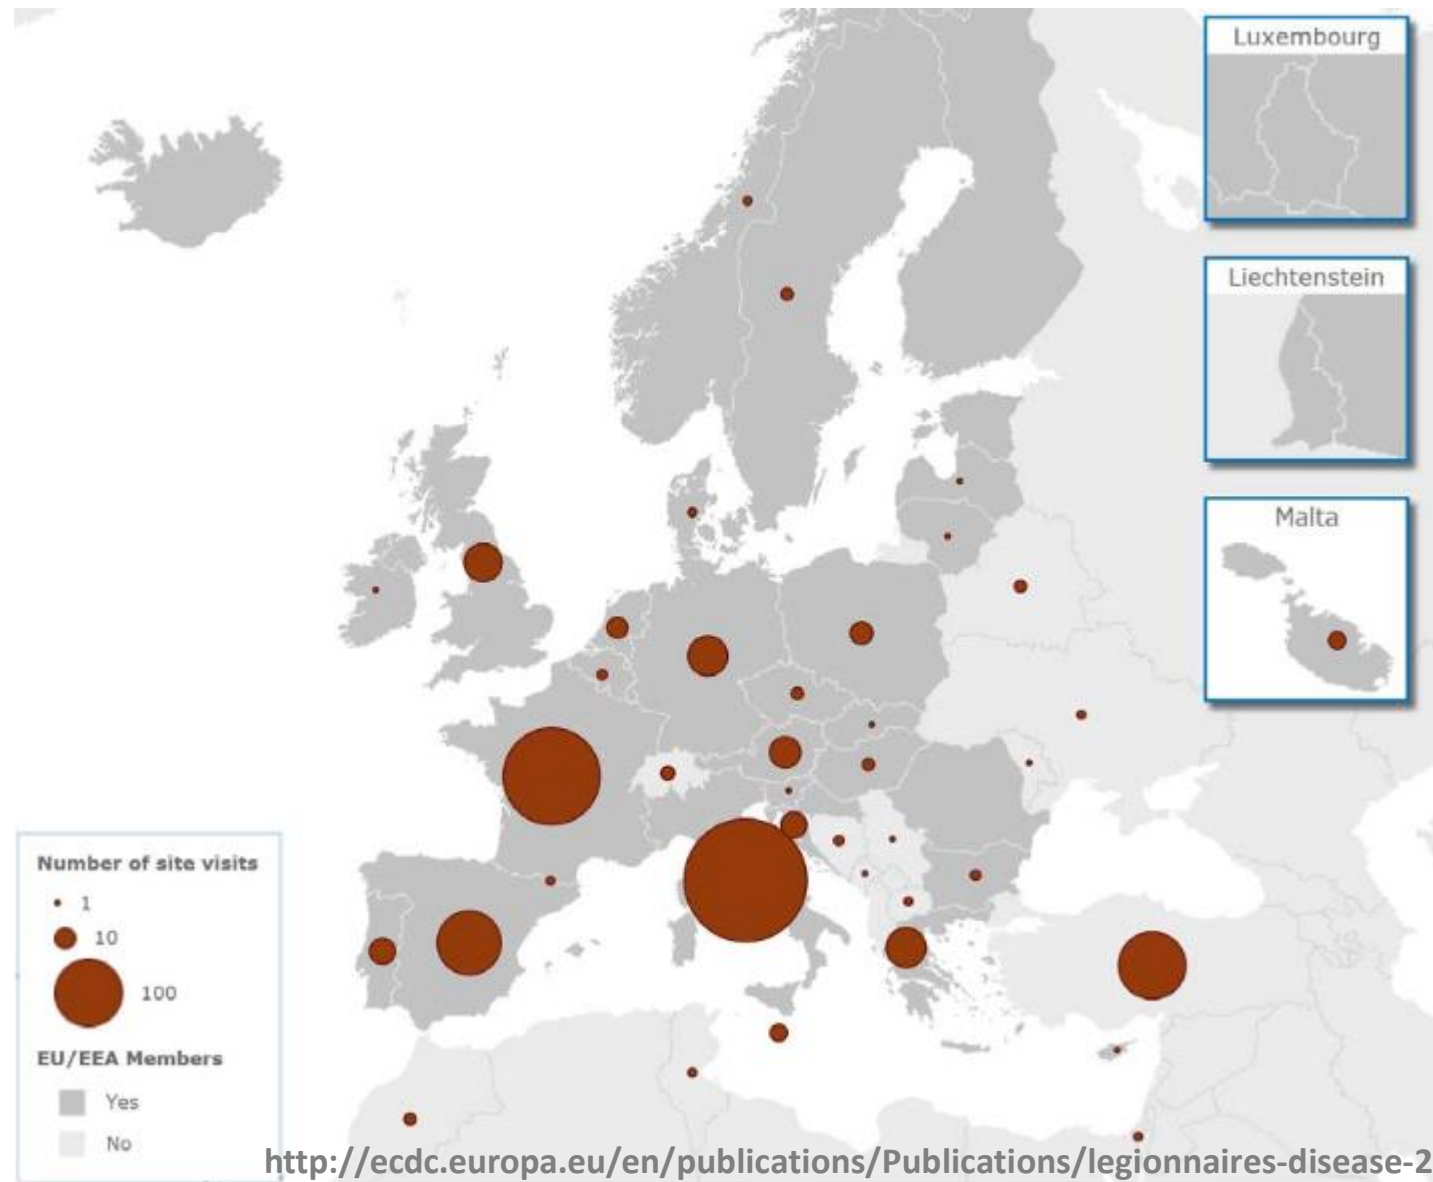 Luxembourg
Liechtenstein
Malta
Number of site visits
1
10
100
EU/EEA Members
Yes
No
http://ecdc.europa.eu/en/publications/Publications/legionnaires-disease-2